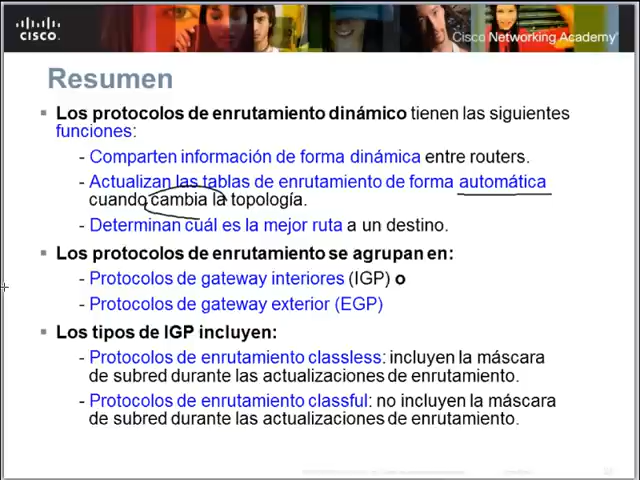 CISCO
Cisco Networking Academy
Resumen
Los protocolos de enrutamiento dinámico tienen las siguientes
funciones:
- Comparten información de forma dinámica entre routers.
- Actualizan las tablas de enrutamiento de forma automática
cuando cambia la topología.
- Determinan cuál es la mejor ruta a un destino.
Los protocolos de enrutamiento se agrupan en:
- Protocolos de gateway interiores (IGP) o
- Protocolos de gateway exterior (EGP)
Los tipos de IGP incluyen:
- Protocolos de enrutamiento classless: incluyen la máscara
de subred durante las actualizaciones de enrutamiento.
- Protocolos de enrutamiento classful: no incluyen la máscara
de subred durante las actualizaciones de enrutamiento.